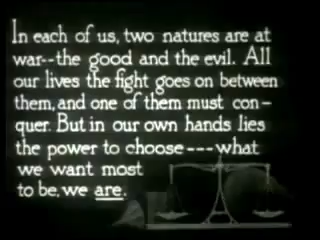 In each of us, two natures are at
war--the good and the evil. All
our lives the fight goes on between
them, and one of them must con-
quer. But in our own hands lies
the power to choose---what
we want most
to be, we are.